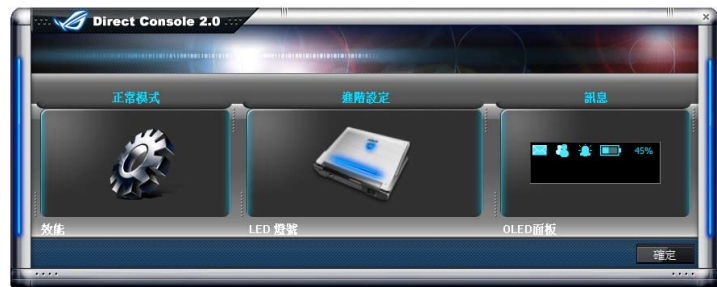 Direct Console 2.0
正常模式
進階設定
訊息
45%
效能
LED 燈號
OLED面板
確定